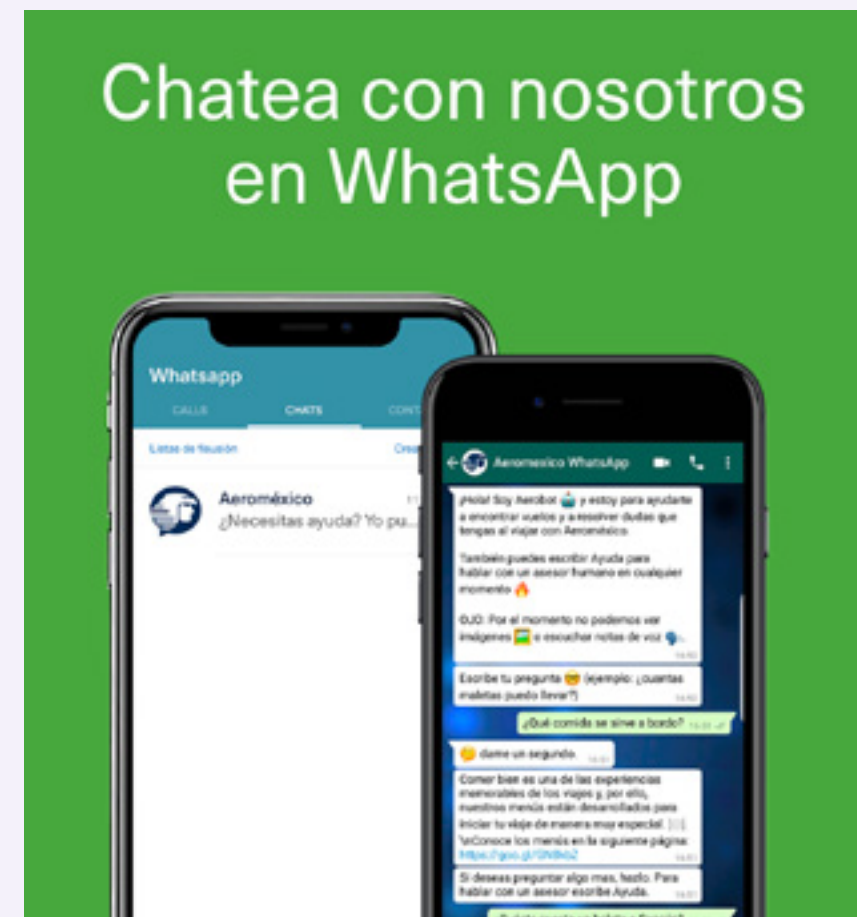 Chatea con nosotros
en WhatsApp
Whatsapp
CALLS CHATS
Listas de
Aeroméxico
¿Necesitas ayuda? Yo pu...
Aeromexico WhatsApp
¡Hola! Soy Aerobot y estoy para ayudarte
a encontrar vuelos y a resolver dudas que
tengas al viajar con Aeroméxico.
También puedes escribir Ayuda para
hablar con un asesor humano en cualquier
momento
OJO: Por el momento no podemos ver
imágenes o escuchar notas de voz
Escribe tu pregunta (ejemplo: ¿cuantas
maletas puedo llevar?)
¿Qué comida se sirve a bordo?
dame un segundo.
Comer bien es una de las experiencias
memorables de los viajes y, por ello,
nuestros menús están desarrollados para
iniciar tu viaje de manera muy especial.
\nConoce los menús en la siguiente página:
Si deseas preguntar algo mas, hazlo. Para
hablar con un asesor escribe Ayuda.